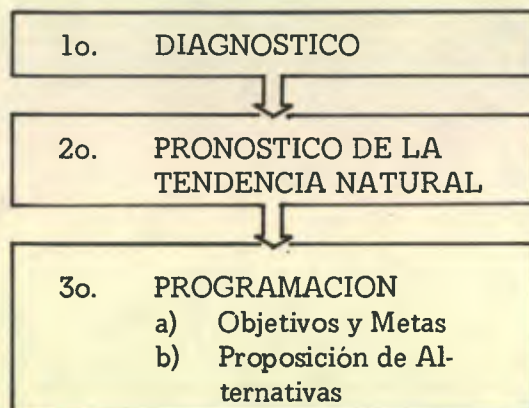 1o. DIAGNOSTICO
2o. PRONOSTICO DE LA
TENDENCIA NATURAL
3o. PROGRAMACION
a) Objetivos y Metas
b) Proposición de Al-
ternativas